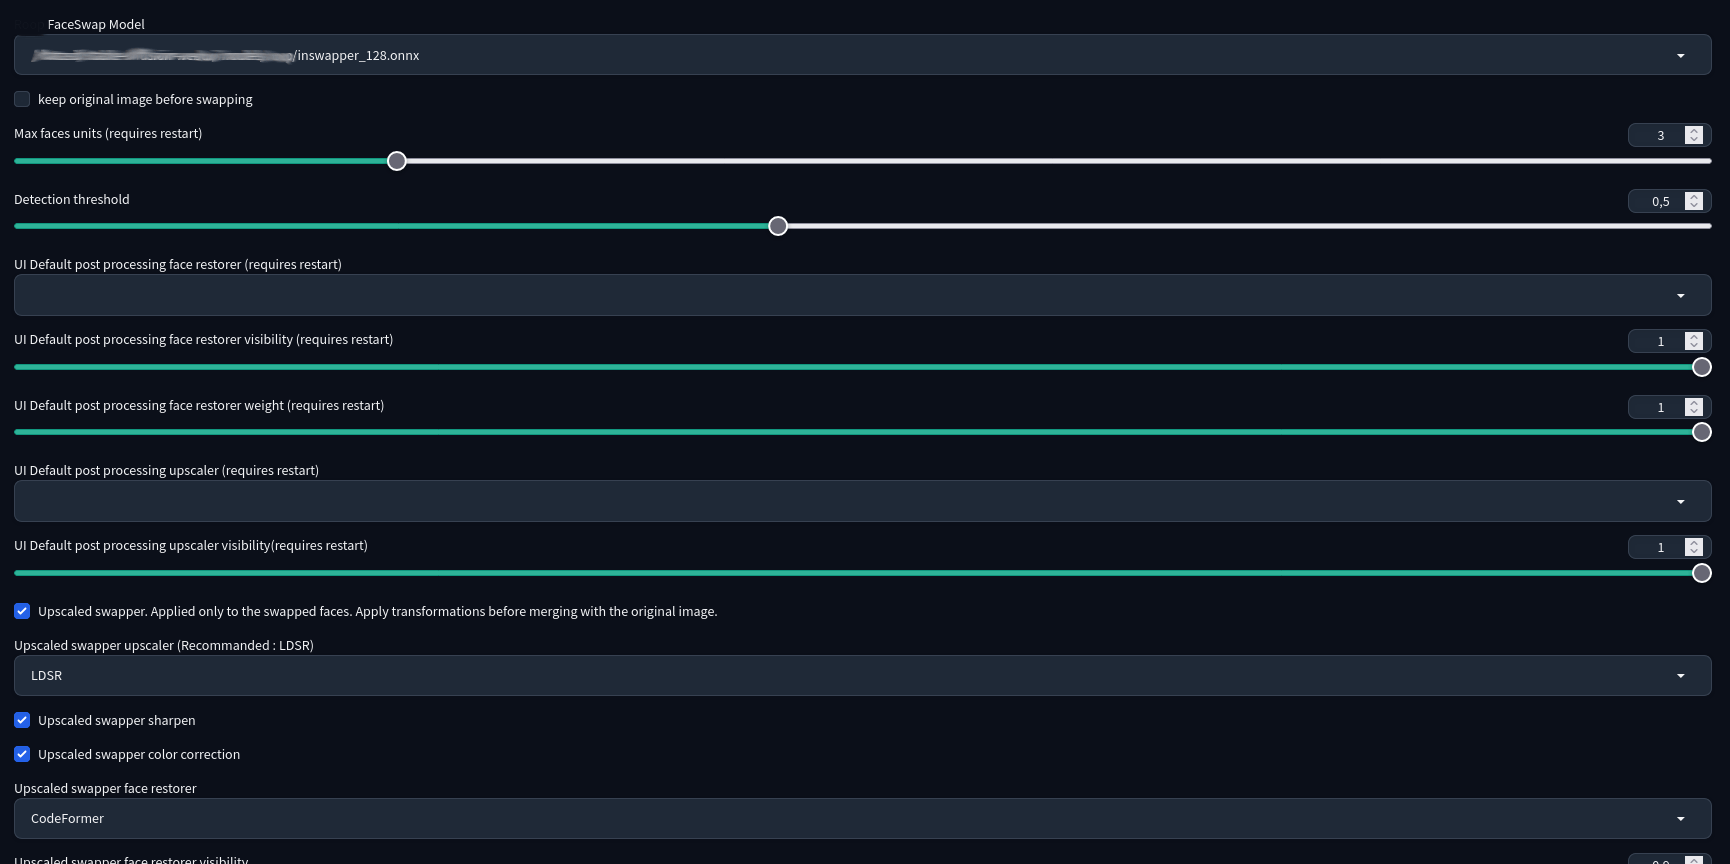 FaceSwap Model
/inswapper_128.onnx
keep original image before swapping
Max faces units (requires restart)
3
Detection threshold
0,5
UI Default post processing face restorer (requires restart)
UI Default post processing face restorer visibility (requires restart)
1
UI Default post processing face restorer weight (requires restart)
1
UI Default post processing upscaler (requires restart)
UI Default post processing upscaler visibility(requires restart)
1
Upscaled swapper. Applied only to the swapped faces. Apply transformations before merging with the original image.
Upscaled swapper upscaler (Recommanded : LDSR)
LDSR
Upscaled swapper sharpen
Upscaled swapper color correction
Upscaled swapper face restorer
CodeFormer
Upscaled swapper face restorer visibility